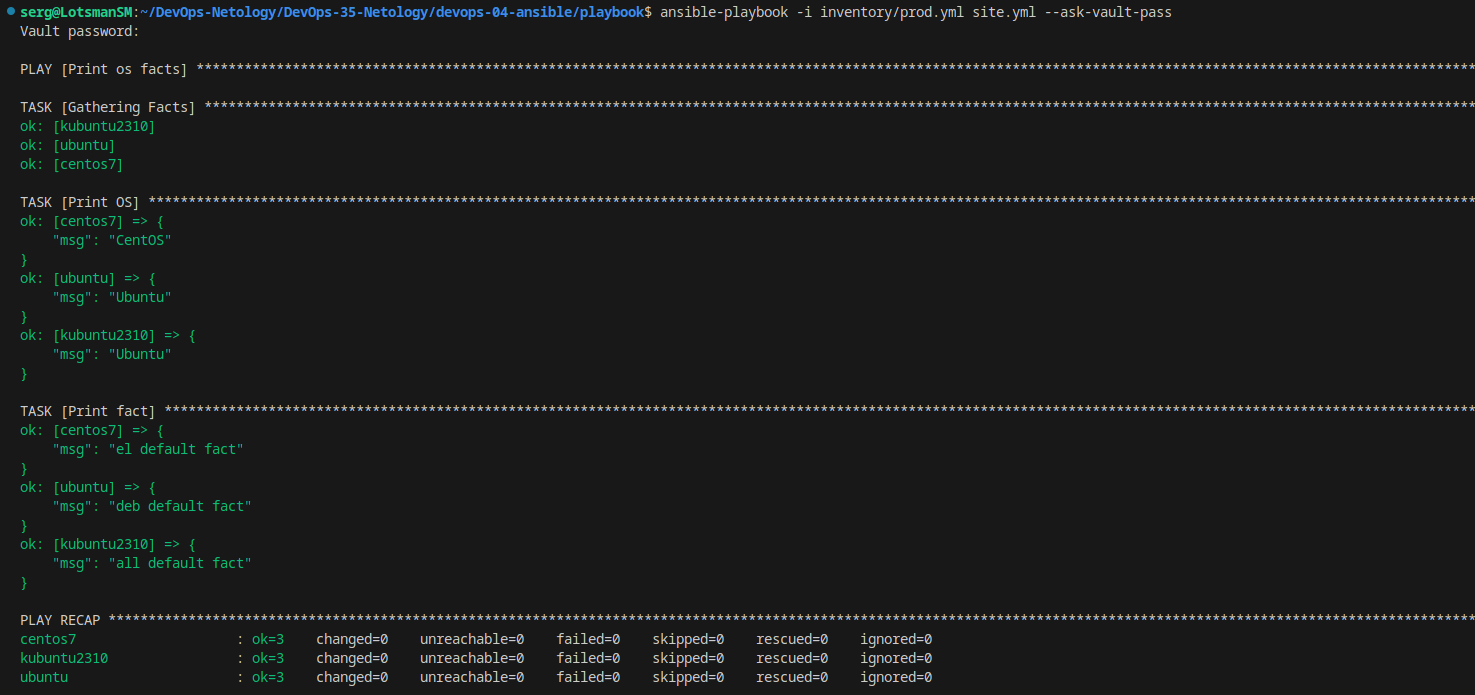 serg@LotsmanSM:~/DevOps-Netology/DevOps-35-Netology/devops-04-ansible/playbook$ ansible-playbook -i inventory/prod.yml site.yml --ask-vault-pass
Vault password:

PLAY [Print os facts] ****************************************************************************************************************************************************************

TASK [Gathering Facts] ***************************************************************************************************************************************************************
ok: [kubuntu2310]
ok: [ubuntu]
ok: [centos7]

TASK [Print OS] **********************************************************************************************************************************************************************
ok: [centos7] => {
    "msg": "CentOS"
}
ok: [ubuntu] => {
    "msg": "Ubuntu"
}
ok: [kubuntu2310] => {
    "msg": "Ubuntu"
}

TASK [Print fact] ********************************************************************************************************************************************************************
ok: [centos7] => {
    "msg": "el default fact"
}
ok: [ubuntu] => {
    "msg": "deb default fact"
}
ok: [kubuntu2310] => {
    "msg": "all default fact"
}

PLAY RECAP ***************************************************************************************************************************************************************************
centos7                    : ok=3    changed=0    unreachable=0    failed=0    skipped=0    rescued=0    ignored=0
kubuntu2310                : ok=3    changed=0    unreachable=0    failed=0    skipped=0    rescued=0    ignored=0
ubuntu                     : ok=3    changed=0    unreachable=0    failed=0    skipped=0    rescued=0    ignored=0